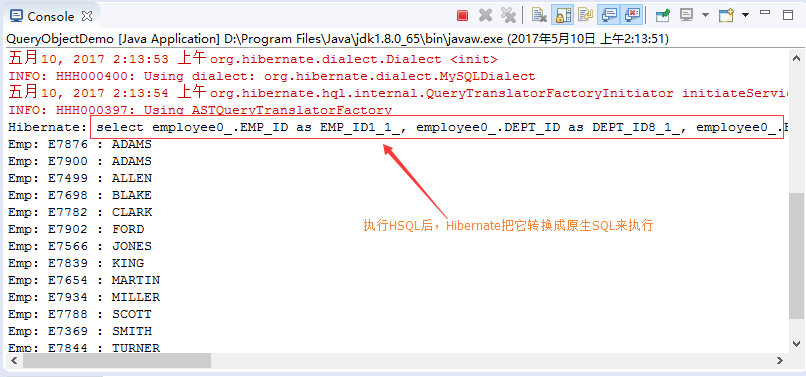 Console
QueryObjectDemo [Java Application] D:\Program Files\Java\jdk1.8.0_65\bin\javaw.exe (2017年5月10日 上午2:13:51)
五月 10, 2017 2:13:53 上午 org.hibernate.dialect.Dialect <init>
INFO: HHH000400: Using dialect: org.hibernate.dialect.MySQLDialect
五月 10, 2017 2:13:54 上午 org.hibernate.hql.internal.QueryTranslatorFactoryInitiator initiateServic
INFO: HHH000397: Using ASTQueryTranslatorFactory
Hibernate: select employee0_.EMP_ID as EMP_ID1_1_, employee0_.DEPT_ID as DEPT_ID8_1_, employee0_.E
Emp: E7876 : ADAMS
Emp: E7900 : ADAMS
Emp: E7499 : ALLEN
Emp: E7698 : BLAKE
Emp: E7782 : CLARK
Emp: E7902 : FORD
执行HSQL后，Hibernate把它转换成原生SQL来执行
Emp: E7566 : JONES
Emp: E7839 : KING
Emp: E7654 : MARTIN
Emp: E7934 : MILLER
Emp: E7788 : SCOTT
Emp: E7369 : SMITH
Emp: E7844 : TURNER